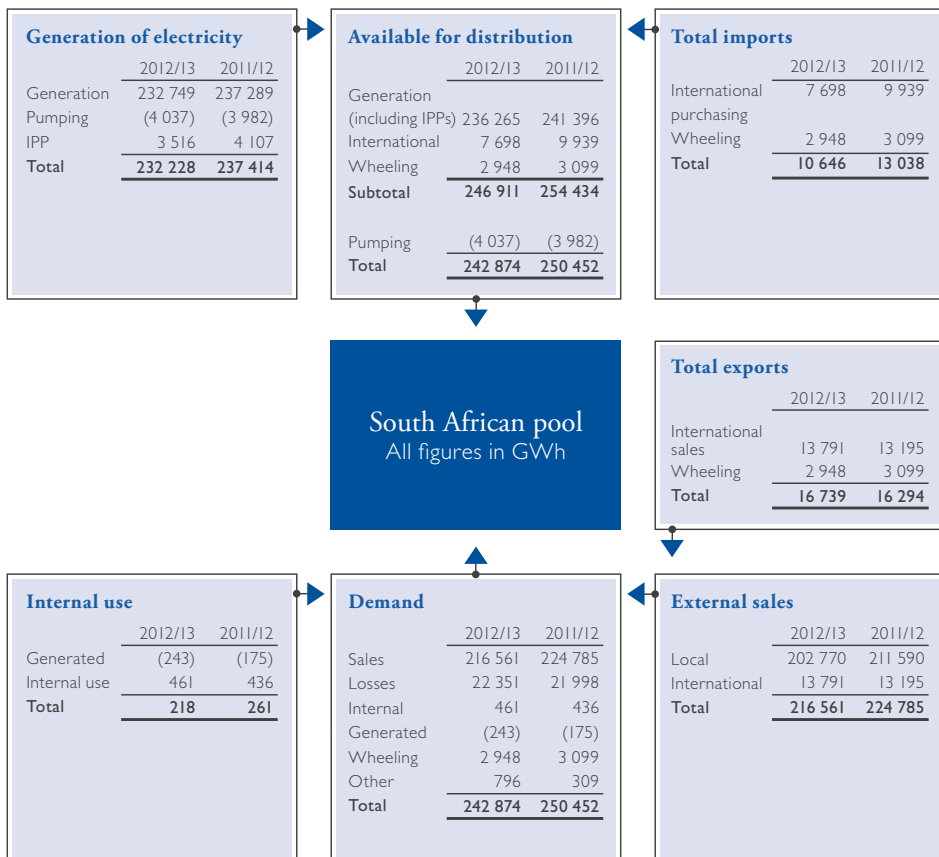 Generation of electricity
2012/13 2011/12
Generation 232 749 237 289
Pumping (4 037) (3 982)
IPP 3 516 4 107
Total 232 228 237 414
Available for distribution
2012/13 2011/12
Generation
(including IPPs) 236 265 241 396
International 7 698 9 939
Wheeling 2 948 3 099
Subtotal 246 911 254 434
Pumping (4 037) (3 982)
Total 242 874 250 452
Total imports
2012/13 2011/12
International 7 698 9 939
purchasing
Wheeling 2 948 3 099
Total 10 646 13 038
South African pool
All figures in GWh
Total exports
2012/13 2011/12
International
sales 13 791 13 195
Wheeling 2 948 3 099
Total 16 739 16 294
Internal use
2012/13 2011/12
Generated (243) (175)
Internal use 461 436
Total 218 261
Demand
2012/13 2011/12
Sales 216 561 224 785
Losses 22 351 21 998
Internal 461 436
Generated (243) (175)
Wheeling 2 948 3 099
Other 796 309
Total 242 874 250 452
External sales
2012/13 2011/12
Local 202 770 211 590
International 13 791 13 195
Total 216 561 224 785